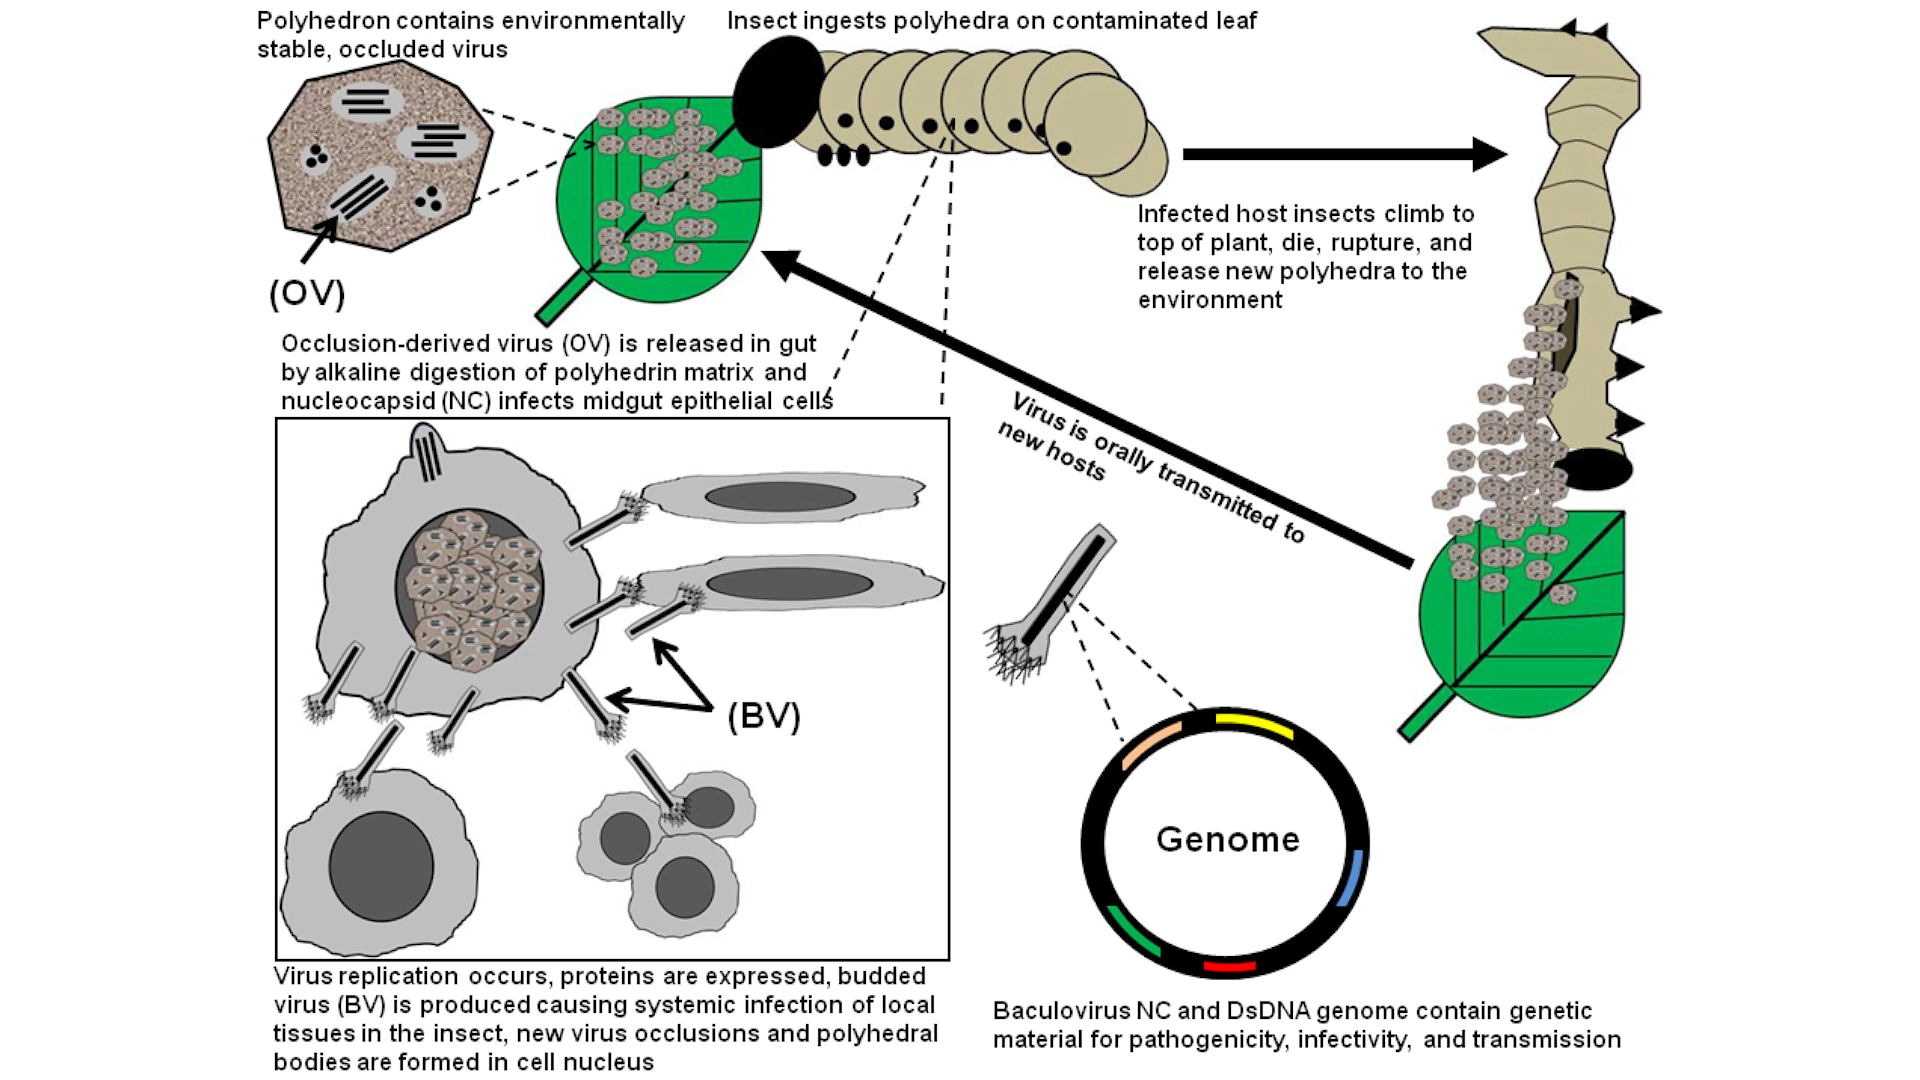 Polyhedron contains environmentally
stable, occluded virus
Insect ingests polyhedra on contaminated leaf
(OV)
Infected host insects climb to
top of plant, die, rupture, and
release new polyhedra to the
environment
Occlusion-derived virus (OV) is released in gut
by alkaline digestion of polyhedrin matrix and
nucleocapsid (NC) infects midgut epithelial cells
Virus is orally transmitted to
new hosts
(BV)
Genome
Virus replication occurs, proteins are expressed, budded
virus (BV) is produced causing systemic infection of local
tissues in the insect, new virus occlusions and polyhedral
bodies are formed in cell nucleus
Baculovirus NC and DsDNA genome contain genetic
material for pathogenicity, infectivity, and transmission